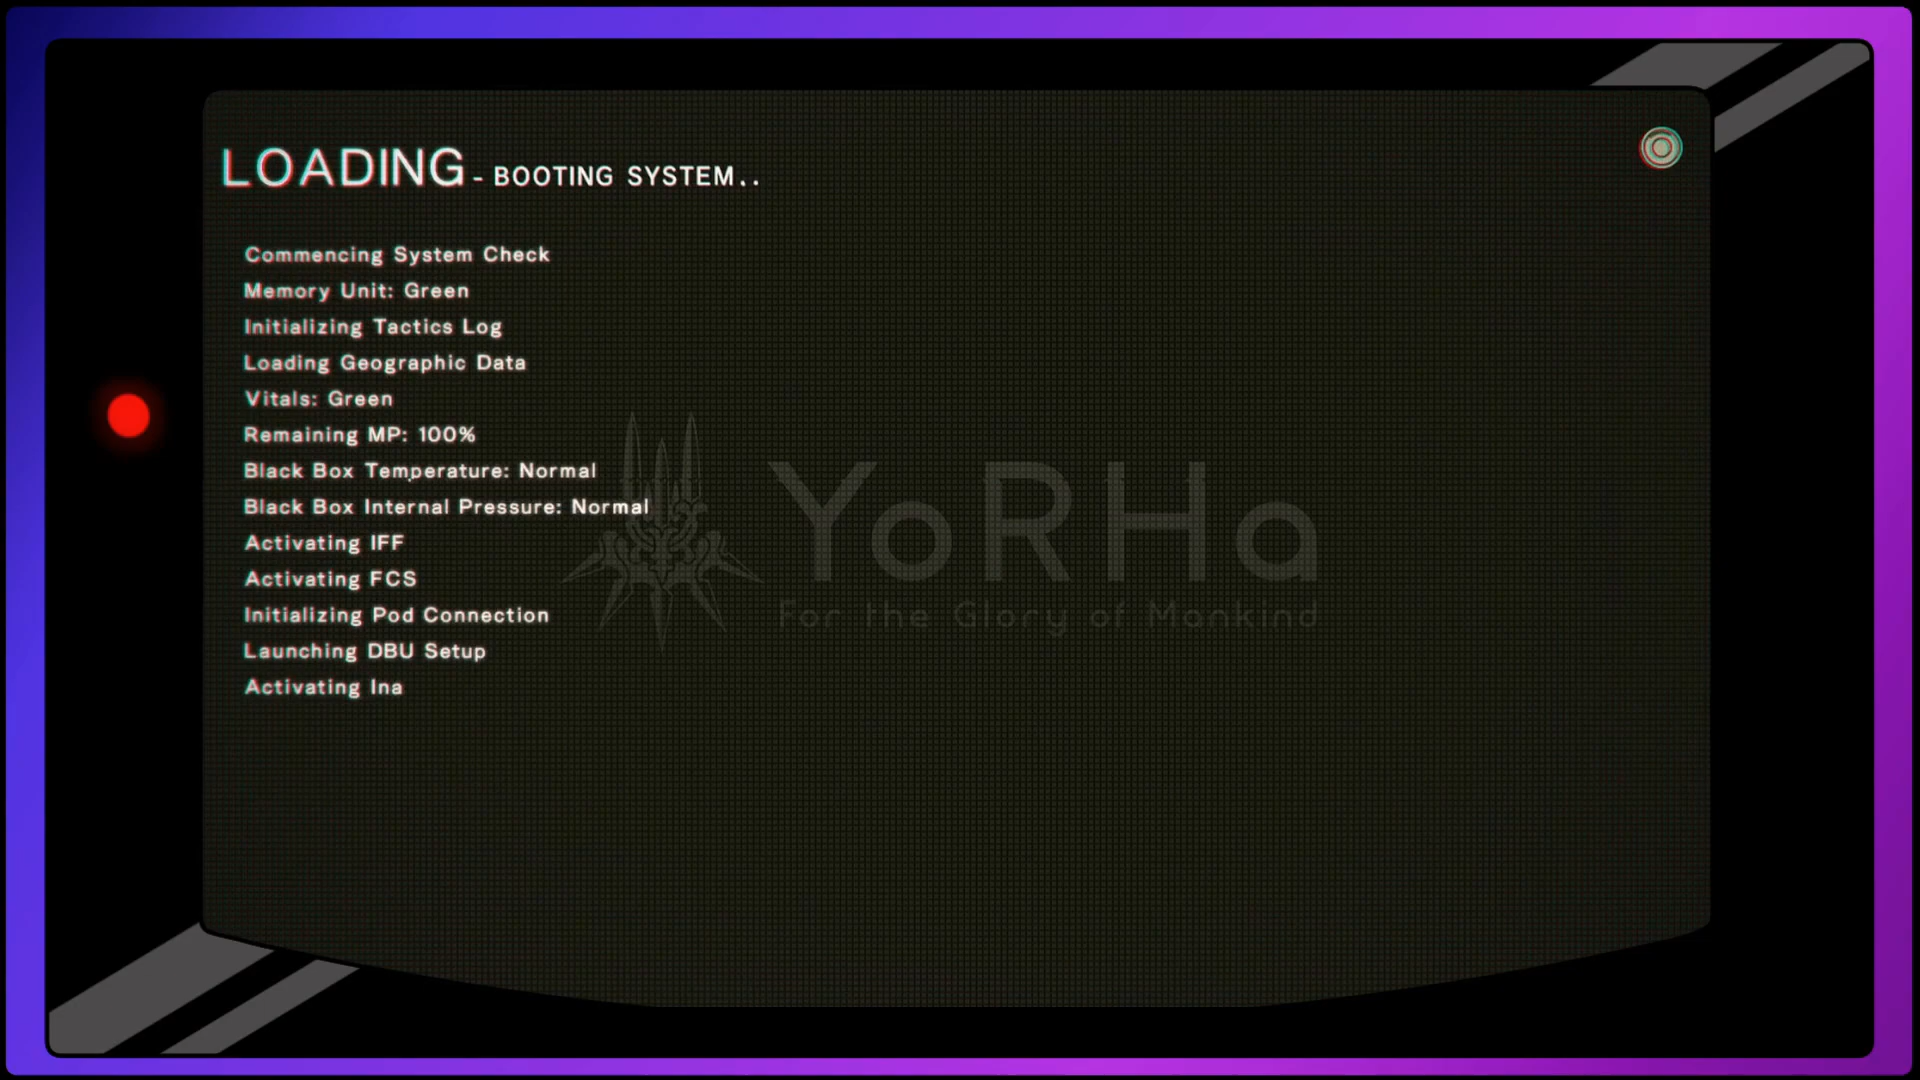 LOADING - BOOTING SYSTEM..
Commencing System Check
Memory Unit: Green
Initializing Tactics Log
Loading Geographic Data
Vitals: Green
Remaining MP: 100%
Black Box Temperature: Normal
Black Box Internal Pressure: Normal
Activating IFF
Activating FCS
Initializing Pod Connection
Launching DBU Setup
Activating Ina
YoRHa
For the Glory of Mankind